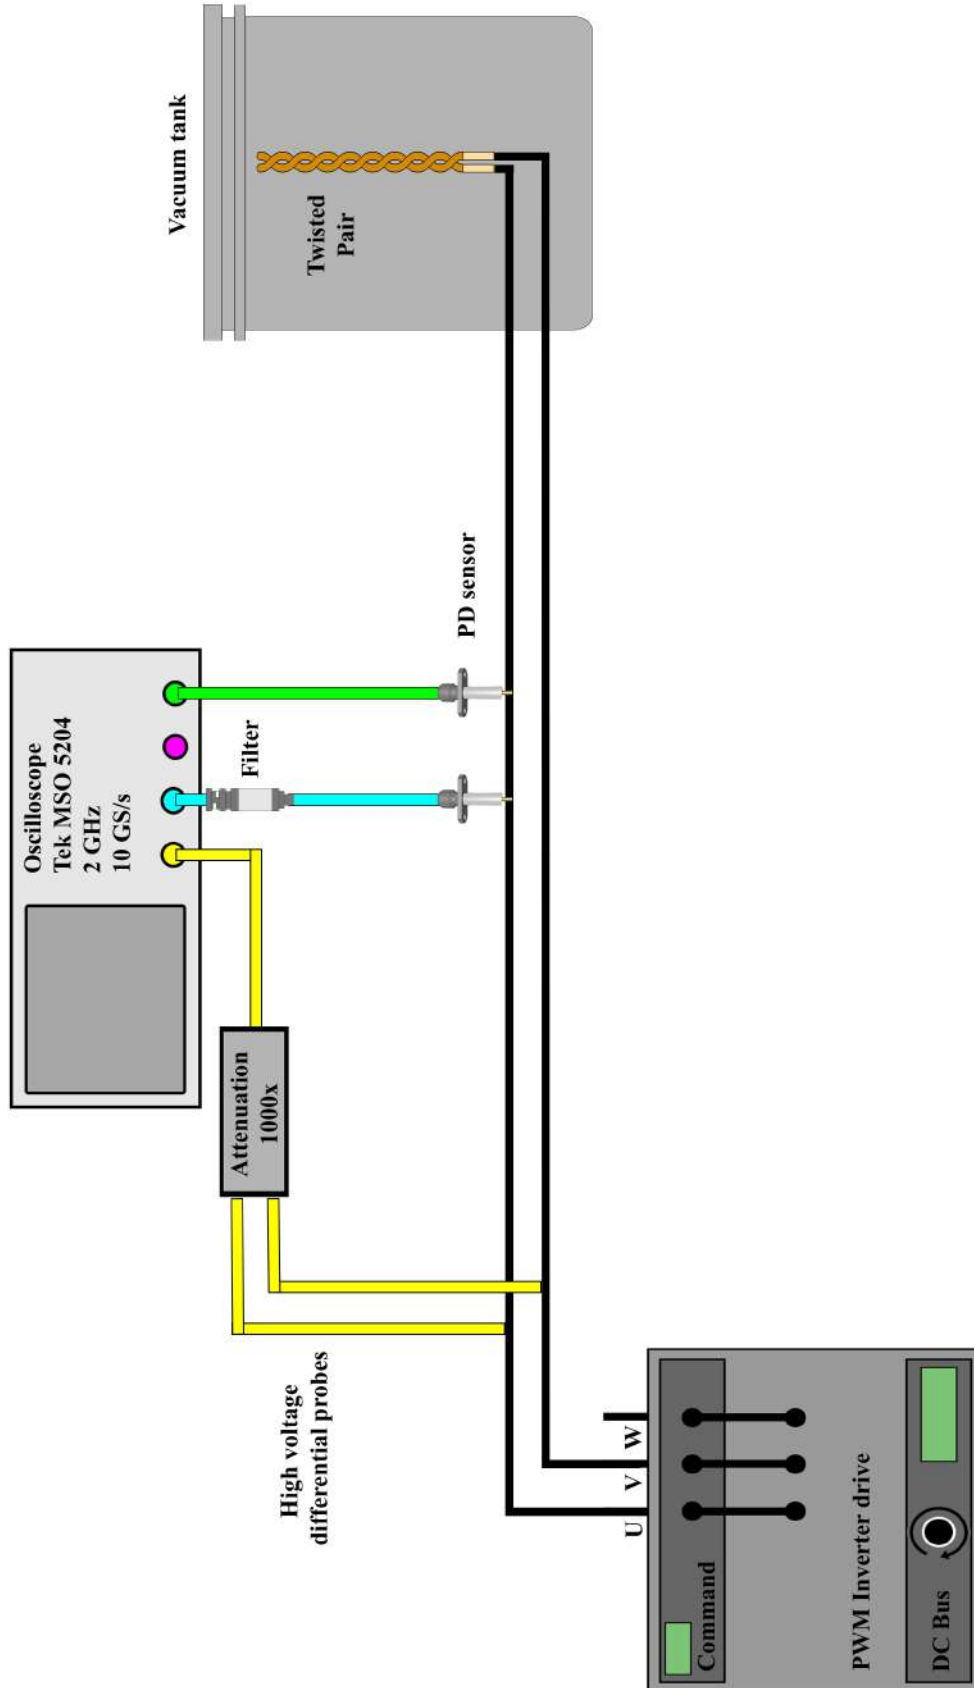 Oscilloscope
Tek MSO 5204
2 GHz
10 GS/s
Vacuum tank
Attenuation
1000x
Filter
Twisted
Pair
High voltage
differential probes
PD sensor
U
V
W
Command
PWM Inverter drive
DC Bus